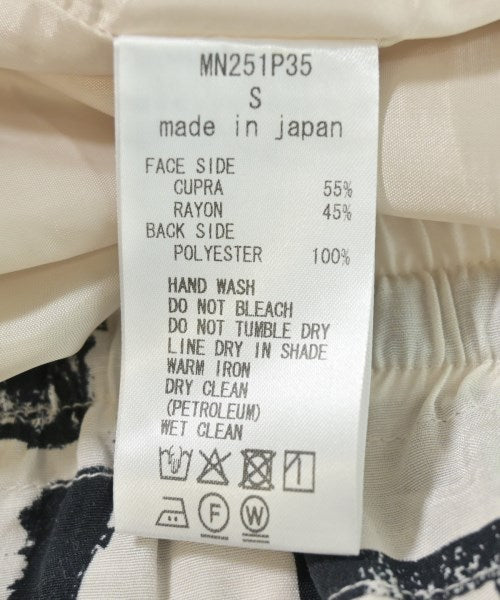 MN251P35
S
made in japan
FACE SIDE
CUPRA 55%
RAYON 45%
BACK SIDE
POLYESTER 100%
HAND WASH
DO NOT BLEACH
DO NOT TUMBLE DRY
LINE DRY IN SHADE
WARM IRON
DRY CLEAN
(PETROLEUM)
WET CLEAN
F W